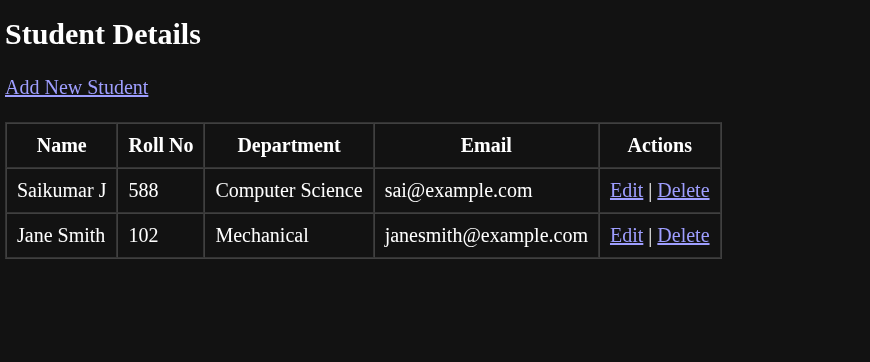 Student Details
Add New Student
Name Roll No Department Email Actions
Saikumar J 588 Computer Science sai@example.com Edit | Delete
Jane Smith 102 Mechanical janesmith@example.com Edit | Delete